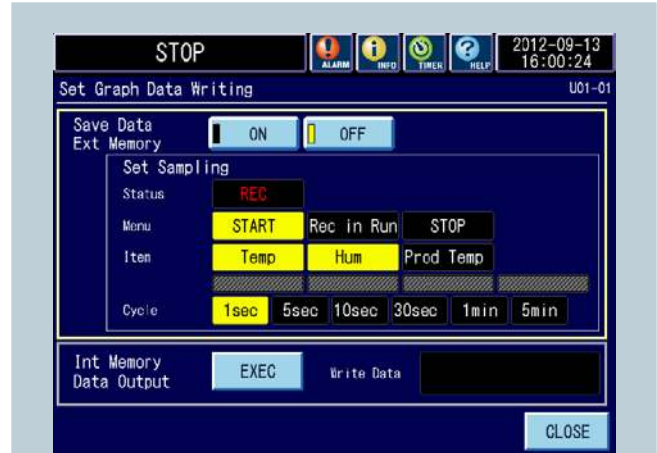 STOP
ALARM INFO TIMER HELP
2012-09-13
16:00:24
Set Graph Data Writing U01-01
Save Data
Ext Memory
ON OFF
Set Sampling
Status REC
Menu START Rec in Run STOP
Item Temp Hum Prod Temp
Cycle 1sec 5sec 10sec 30sec 1min 5min
Int Memory
Data Output
EXEC Write Data
CLOSE